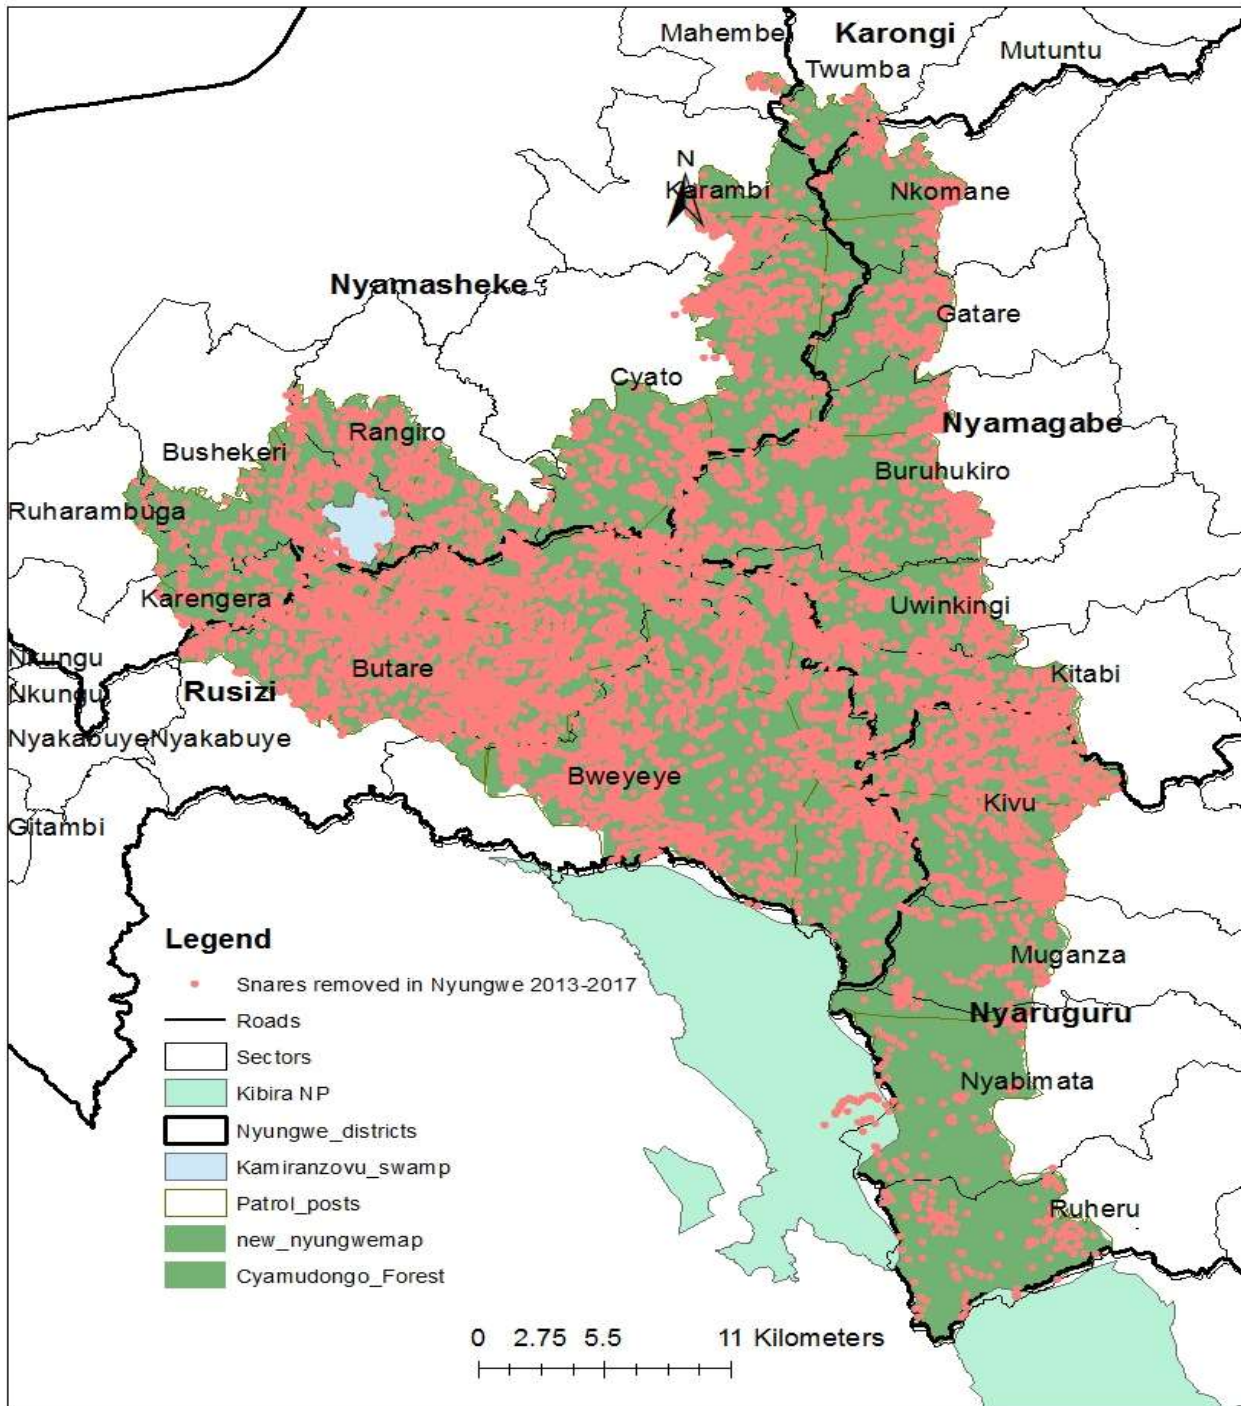 Mahembe
Karongi
Mutuntu
Twumba
N
Karambi
Nkomane
Nyamasheke
Gatare
Cyato
Nyamagabe
Rangiro
Bushekeri
Buruhukiro
Ruharambuga
Karengera
Uwinkingi
Nkungu
Butare
Kitabi
Nkungu
Rusizi
Nyakabuye
Nyakabuye
Bweyeye
Kivu
Gitambi
Muganza
Nyaruguru
Nyabimata
Ruheru
Legend
Snares removed in Nyungwe 2013-2017
Roads
Sectors
Kibira NP
Nyungwe_districts
Kamiranzovu_swamp
Patrol_posts
new_nyungwemap
Cyamudongo_Forest
0 2.75 5.5 11 Kilometers